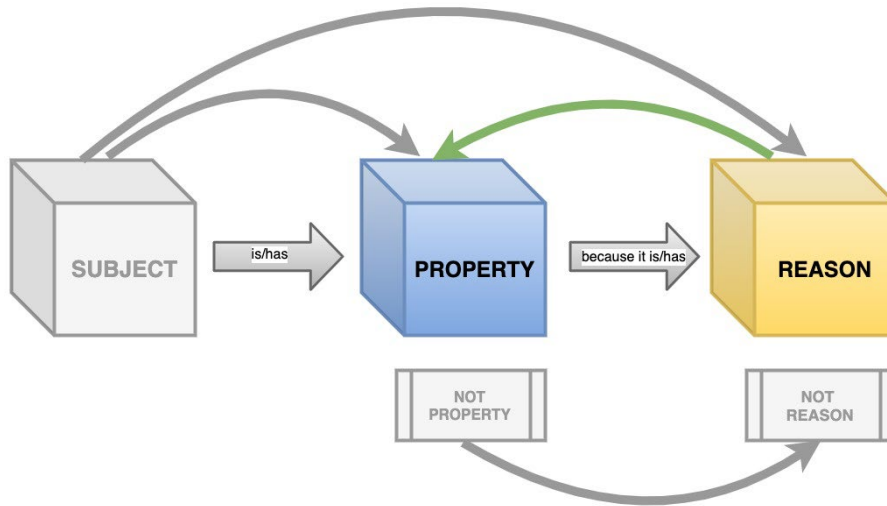 SUBJECT
is/has
PROPERTY
because it is/has
REASON
NOT
PROPERTY
NOT
REASON